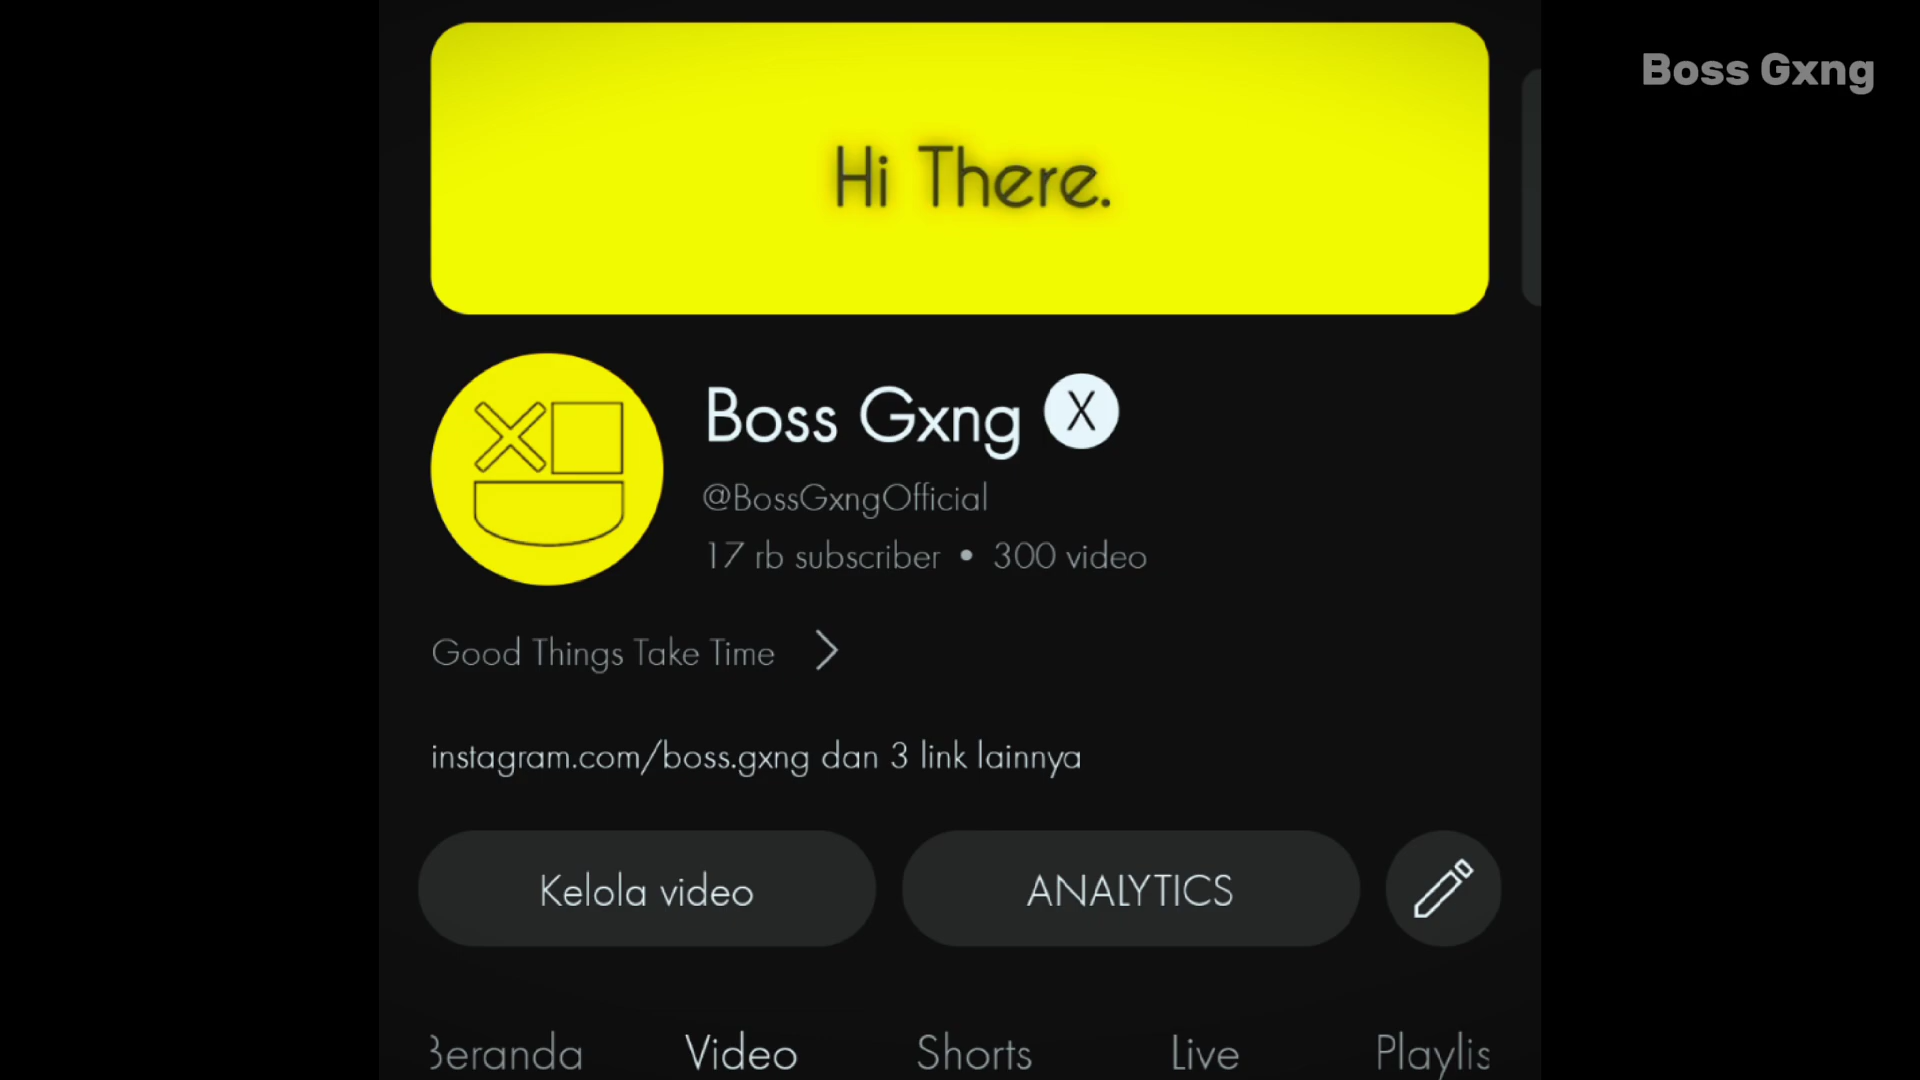 Boss Gxng
Hi There.
Boss Gxng X
@BossGxngOfficial
17 rb subscriber • 300 video
Good Things Take Time
instagram.com/boss.gxng dan 3 link lainnya
Kelola video ANALYTICS
Beranda Video Shorts Live Playlis